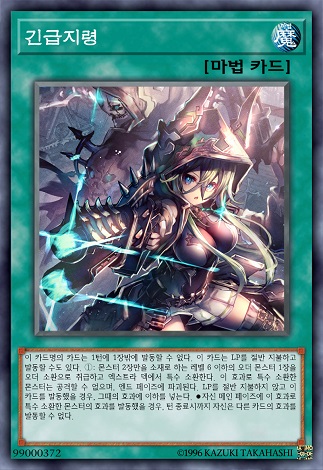 긴급지령
[마법 카드]
이 카드명의 카드는 1턴에 1장밖에 발동할 수 없다. 이 카드는 LP를 절반 지불하고
발동할 수도 있다. ①: 몬스터 2장만을 소재로 하는 레벨 6 이하의 오더 몬스터 1장을
오더 소환으로 취급하고 엑스트라 덱에서 특수 소환한다. 이 효과로 특수 소환한
몬스터는 공격할 수 없으며, 엔드 페이즈에 파괴된다. LP를 절반 지불하지 않고 이
카드를 발동했을 경우, 그때의 효과에 이하를 넣는다. ●자신 메인 페이즈에 이 효과로
특수 소환한 몬스터의 효과를 발동했을 경우, 턴 종료시까지 자신은 다른 카드의 효과를
발동할 수 없다.
99000372
©1996 KAZUKI TAKAHASHI